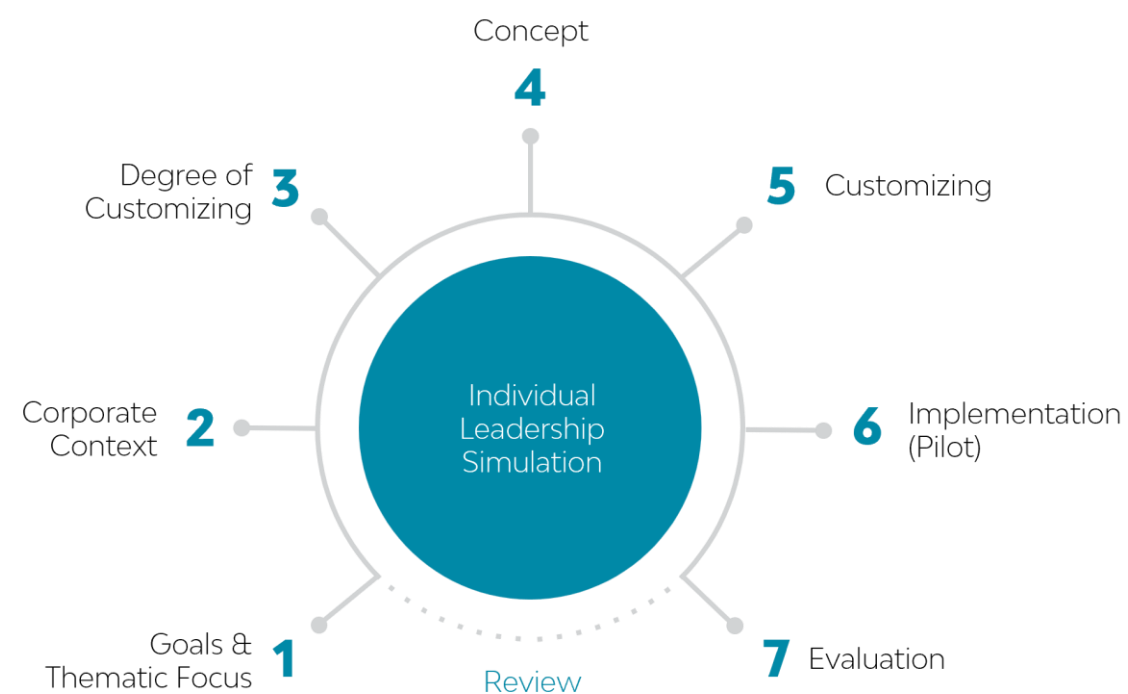 Concept
4
Degree of
Customizing
3
5
Customizing
Individual
Leadership
Simulation
Corporate
Context
2
6
Implementation
(Pilot)
Goals &
Thematic Focus
1
Review
7
Evaluation